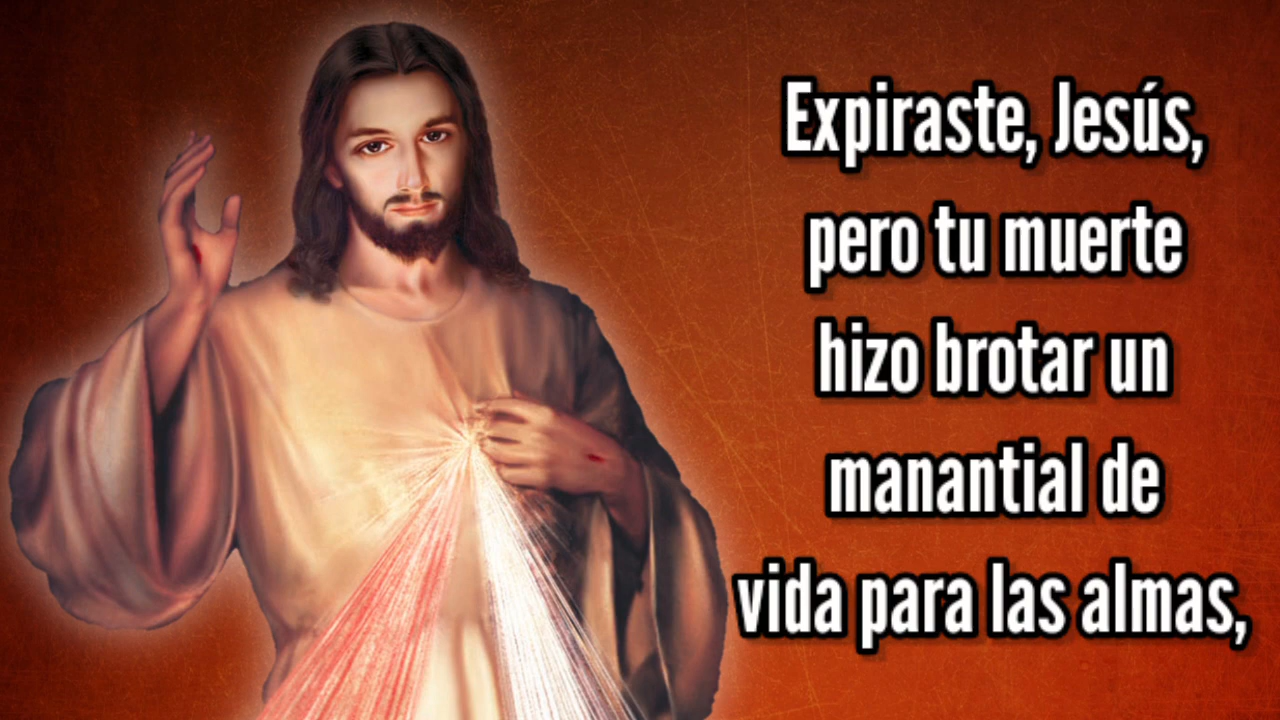 Expiraste, Jesús,
pero tu muerte
hizo brotar un
manantial de
vida para las almas,